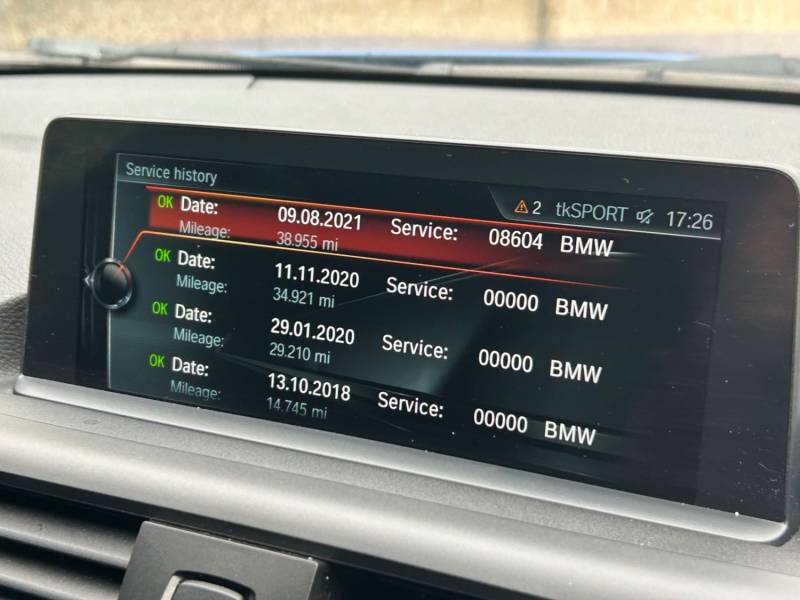 Service history
2 tkSPORT 17:26
OK Date: 09.08.2021 Service: 08604 BMW
Mileage: 38.955 mi
OK Date: 11.11.2020 Service: 00000 BMW
Mileage: 34.921 mi
OK Date: 29.01.2020 Service: 00000 BMW
Mileage: 29.210 mi
OK Date: 13.10.2018 Service: 00000 BMW
Mileage: 14.745 mi